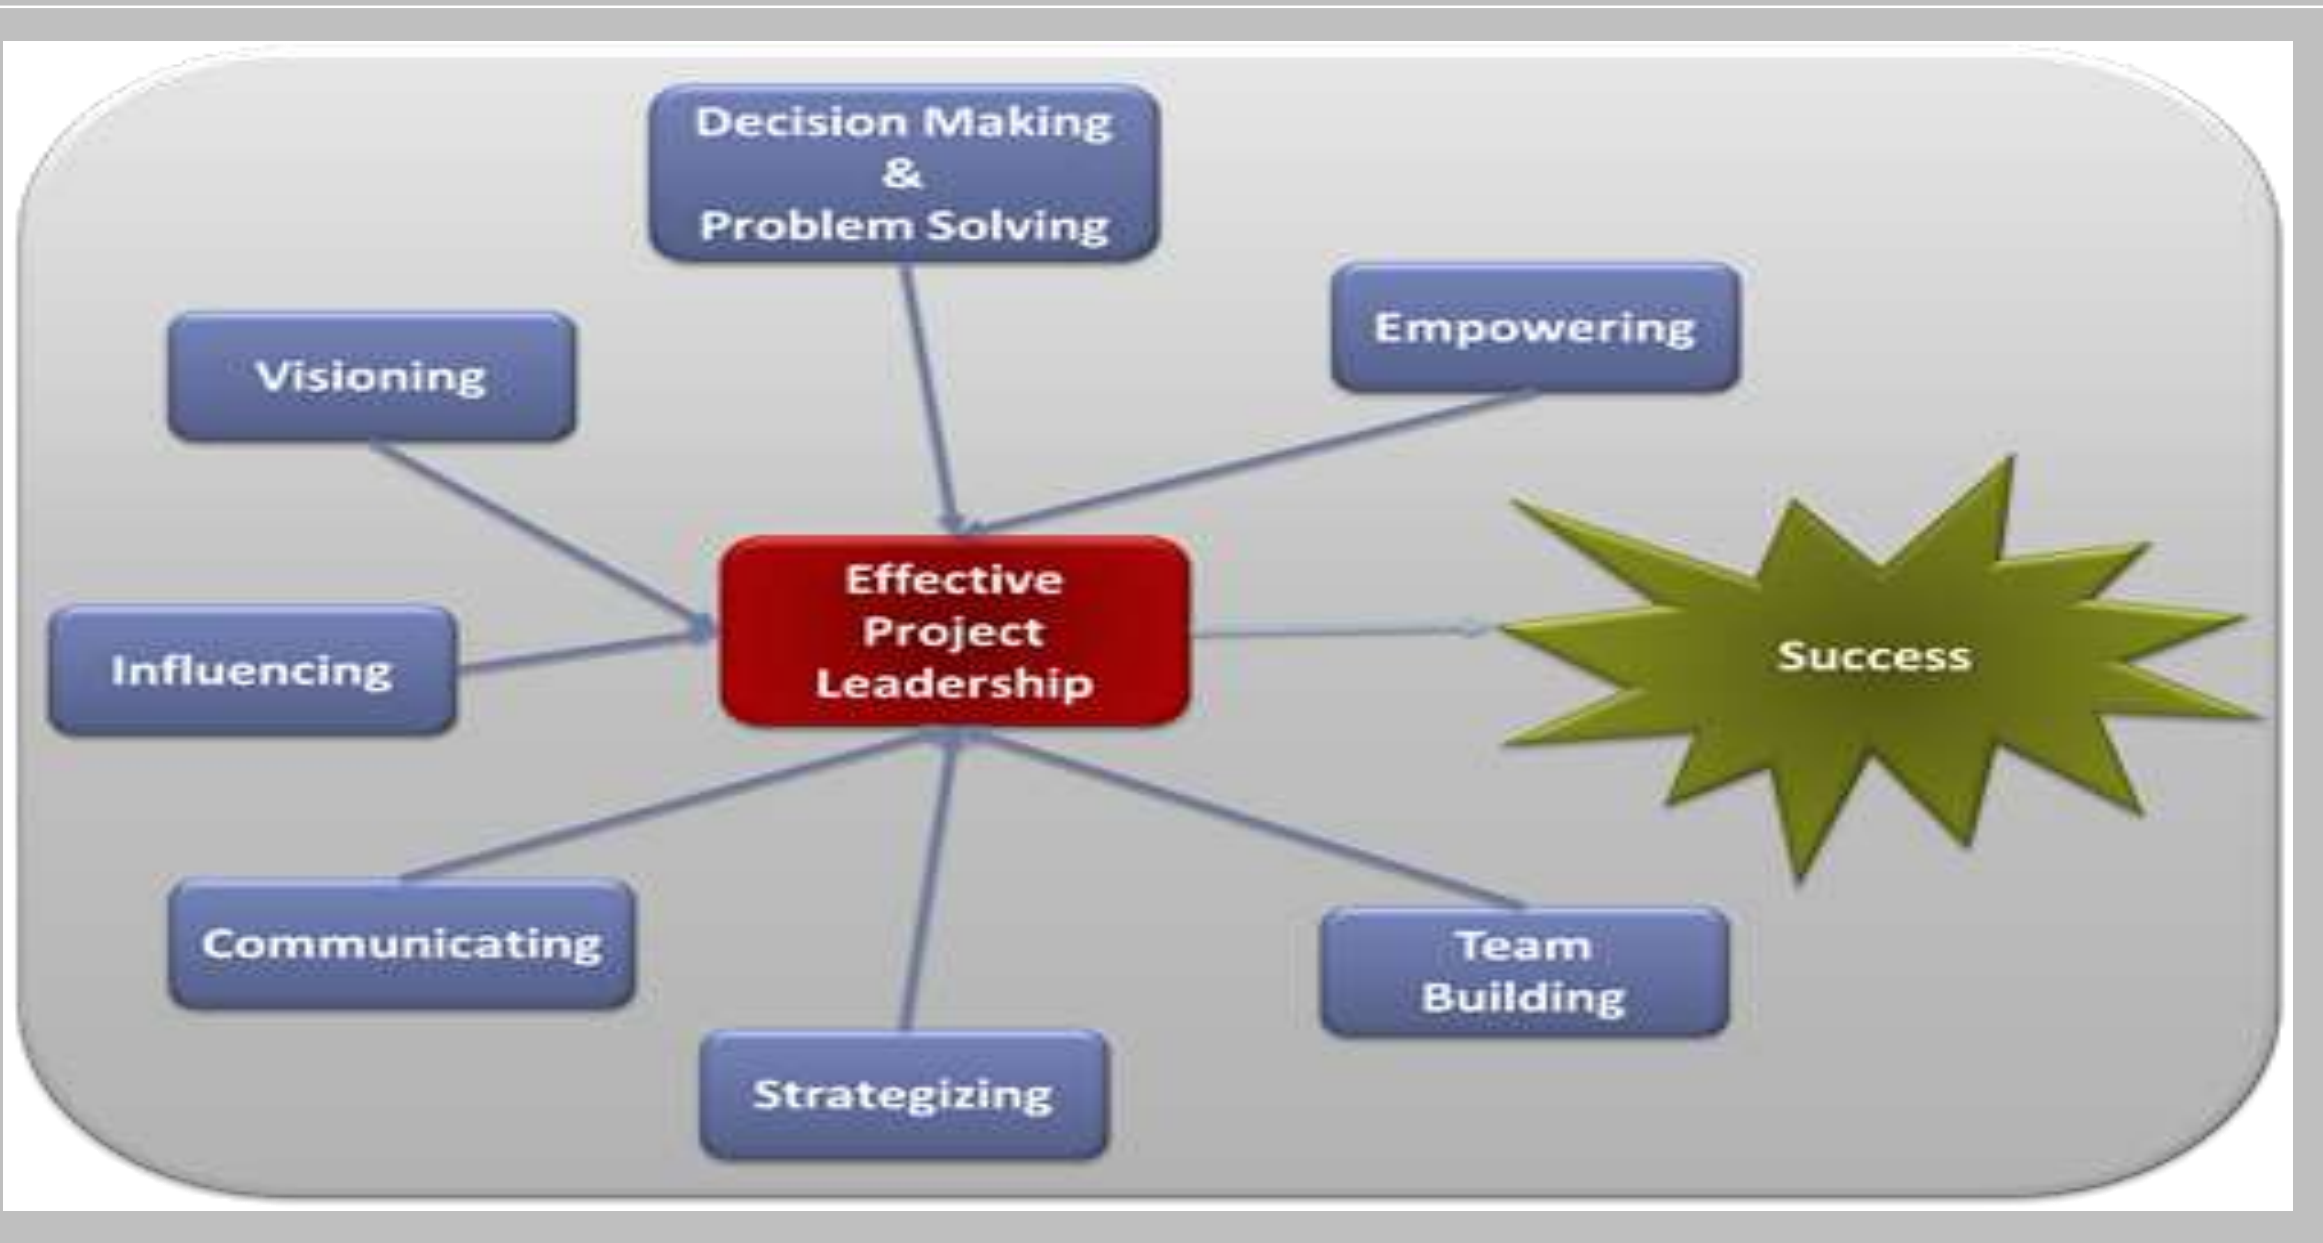 Decision Making
&
Problem Solving
Empowering
Visioning
Effective
Project
Leadership
Success
Influencing
Communicating
Team
Building
Strategizing